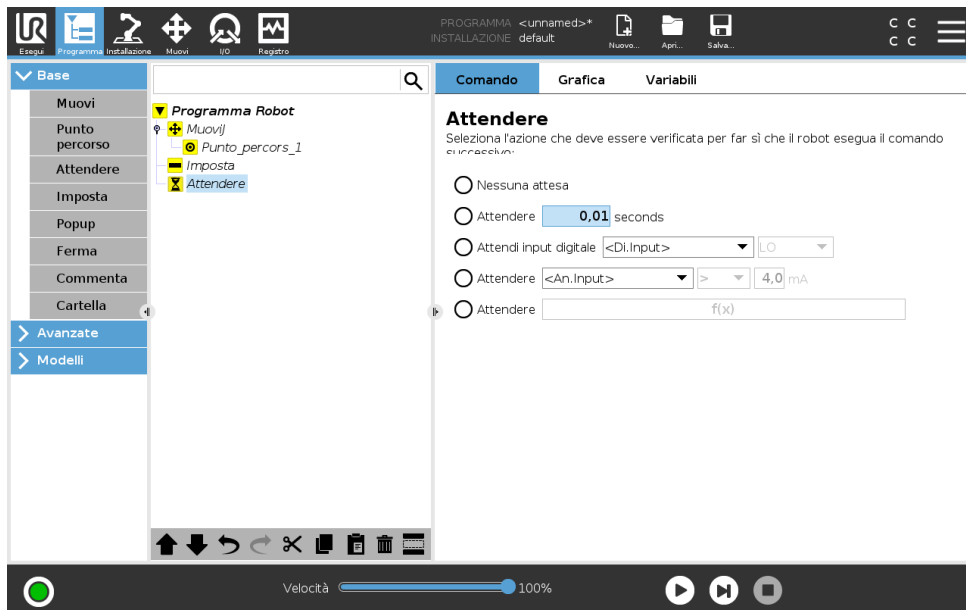 PROGRAMMA <unnamed>*
INSTALLAZIONE default
UR
Esegui
Programma
Installazione
Muovi
I/O
Registro
Nuovo...
Apri...
Salva...
C C
C C
Base
Muovi
Punto
percorso
Attendere
Imposta
Popup
Ferma
Commenta
Cartella
Avanzate
Modelli
Programma Robot
MuoviJ
Punto_percors_1
Imposta
Attendere
Comando Grafica Variabili
Attendere
Seleziona l'azione che deve essere verificata per far sì che il robot esegua il comando
successivo:
Nessuna attesa
Attendere 0,01 seconds
Attendi input digitale <Di.Input> LO
Attendere <An.Input> > 4,0 mA
Attendere f(x)
Velocità 100%